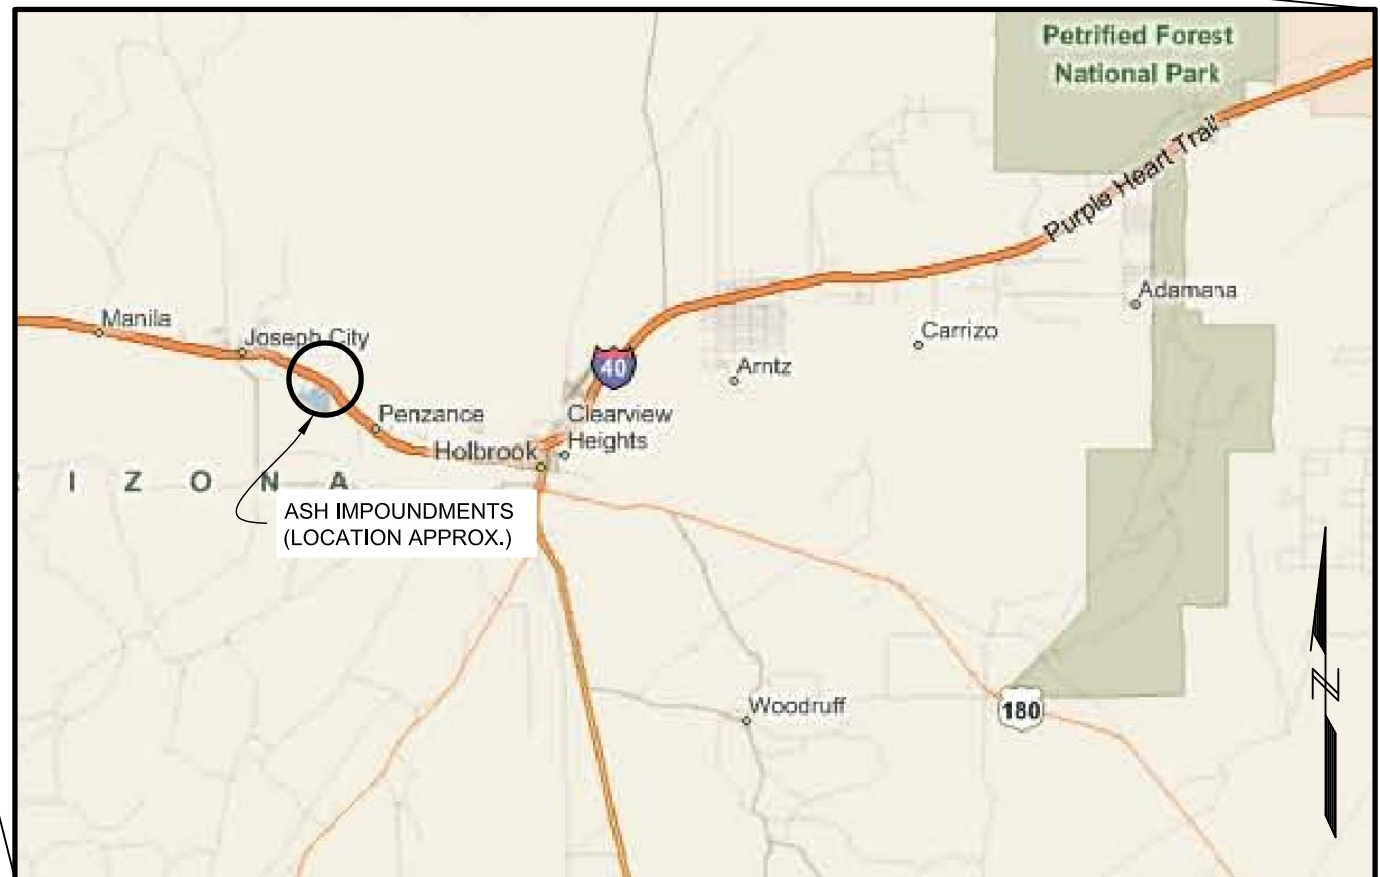 Petrified Forest
National Park
Purple Heart Trail
Adamana
Manila
Joseph City
Carrizo
40
Arntz
Penzance
Clearview
Heights
Holbrook
I Z O N A
ASH IMPOUNDMENTS
(LOCATION APPROX.)
N
Woodruff
180